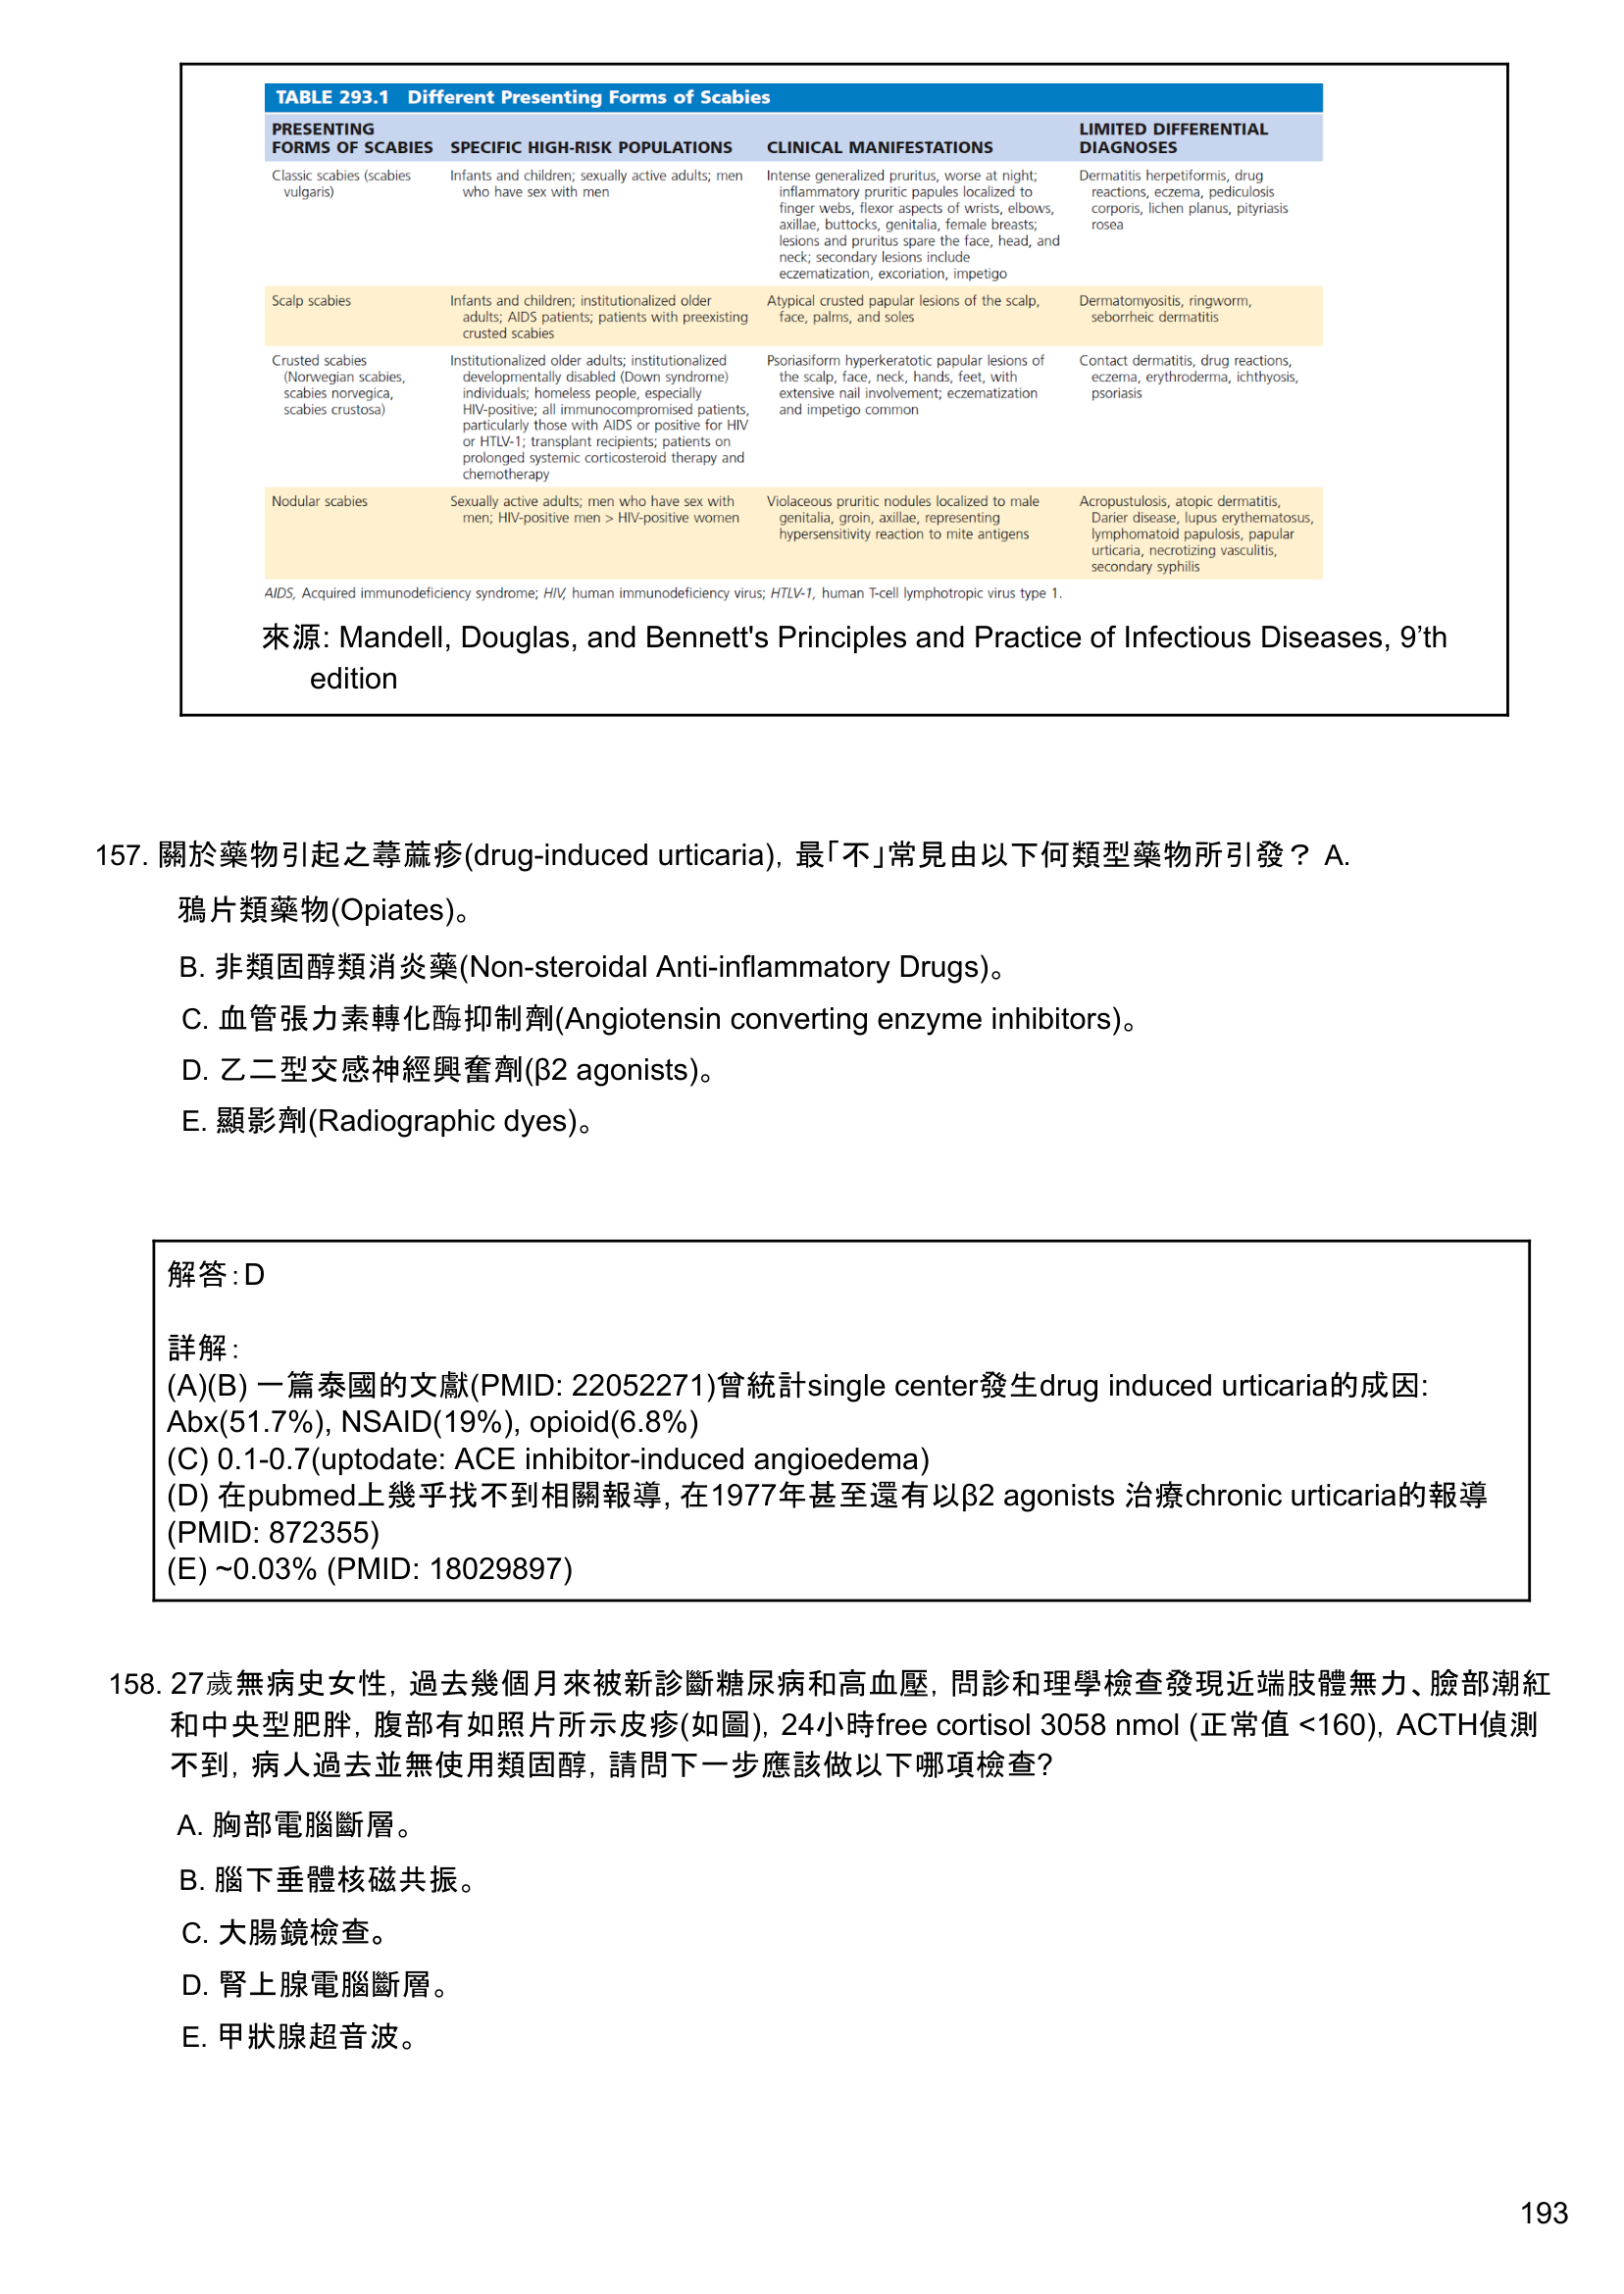 TABLE 293.1 Different Presenting Forms of Scabies
PRESENTING
FORMS OF SCABIES
SPECIFIC HIGH-RISK POPULATIONS
CLINICAL MANIFESTATIONS
LIMITED DIFFERENTIAL
DIAGNOSES
Classic scabies (scabies
vulgaris)
Infants and children; sexually active adults; men
who have sex with men
Intense generalized pruritus, worse at night;
inflammatory pruritic papules localized to
finger webs, flexor aspects of wrists, elbows,
axillae, buttocks, genitalia, female breasts;
lesions and pruritus spare the face, head, and
neck; secondary lesions include
eczematization, excoriation, impetigo
Dermatitis herpetiformis, drug
reactions, eczema, pediculosis
corporis, lichen planus, pityriasis
rosea
Scalp scabies
Infants and children; institutionalized older
adults; AIDS patients; patients with preexisting
crusted scabies
Atypical crusted papular lesions of the scalp,
face, palms, and soles
Dermatomyositis, ringworm,
seborrheic dermatitis
Crusted scabies
(Norwegian scabies,
scabies norvegica,
scabies crustosa)
Institutionalized older adults; institutionalized
developmentally disabled (Down syndrome)
individuals; homeless people, especially
HIV-positive; all immunocompromised patients,
particularly those with AIDS or positive for HIV
or HTLV-1; transplant recipients; patients on
prolonged systemic corticosteroid therapy and
chemotherapy
Psoriasiform hyperkeratotic papular lesions of
the scalp, face, neck, hands, feet, with
extensive nail involvement; eczematization
and impetigo common
Contact dermatitis, drug reactions,
eczema, erythroderma, ichthyosis,
psoriasis
Nodular scabies
Sexually active adults; men who have sex with
men; HIV-positive men > HIV-positive women
Violaceous pruritic nodules localized to male
genitalia, groin, axillae, representing
hypersensitivity reaction to mite antigens
Acropustulosis, atopic dermatitis,
Darier disease, lupus erythematosus,
lymphomatoid papulosis, papular
urticaria, necrotizing vasculitis,
secondary syphilis
AIDS, Acquired immunodeficiency syndrome; HIV, human immunodeficiency virus; HTLV-1, human T-cell lymphotropic virus type 1.
來源: Mandell, Douglas, and Bennett's Principles and Practice of Infectious Diseases, 9’th
edition
157. 關於藥物引起之蕁蔴疹(drug-induced urticaria)，最「不」常見由以下何類型藥物所引發？ A.
鴉片類藥物(Opiates)。
B. 非類固醇類消炎藥(Non-steroidal Anti-inflammatory Drugs)。
C. 血管張力素轉化酶抑制劑(Angiotensin converting enzyme inhibitors)。
D. 乙二型交感神經興奮劑(β2 agonists)。
E. 顯影劑(Radiographic dyes)。
解答：D
詳解：
(A)(B) 一篇泰國的文獻(PMID: 22052271)曾統計single center發生drug induced urticaria的成因:
Abx(51.7%), NSAID(19%), opioid(6.8%)
(C) 0.1-0.7(uptodate: ACE inhibitor-induced angioedema)
(D) 在pubmed上幾乎找不到相關報導, 在1977年甚至還有以β2 agonists 治療chronic urticaria的報導
(PMID: 872355)
(E) ~0.03% (PMID: 18029897)
158. 27歲無病史女性，過去幾個月來被新診斷糖尿病和高血壓，問診和理學檢查發現近端肢體無力、臉部潮紅
和中央型肥胖，腹部有如照片所示皮疹(如圖)，24小時free cortisol 3058 nmol (正常值 <160)，ACTH偵測
不到，病人過去並無使用類固醇，請問下一步應該做以下哪項檢查?
A. 胸部電腦斷層。
B. 腦下垂體核磁共振。
C. 大腸鏡檢查。
D. 腎上腺電腦斷層。
E. 甲狀腺超音波。
193